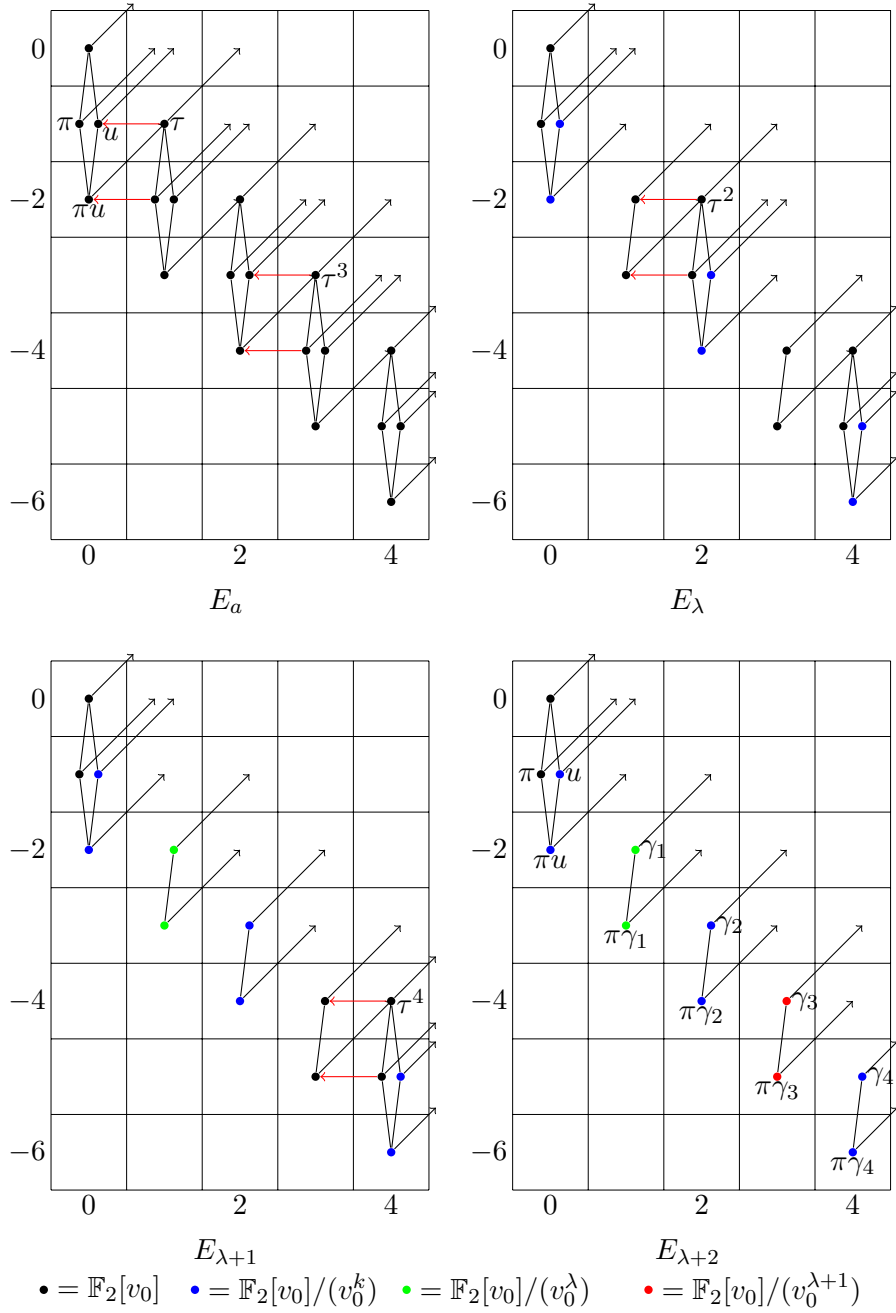 0 0
π u τ
−2 πu −2 τ²
τ³
−4 −4
−6 −6
0 2 4 0 2 4
E_a E_λ
0 0
π u
−2 −2 πu γ₁
πγ₁ γ₂
−4 τ⁴ −4 πγ₂ γ₃
πγ₃ γ₄
−6 −6 πγ₄
0 2 4 0 2 4
E_{λ+1} E_{λ+2}
• = 𝔽₂[v₀] • = 𝔽₂[v₀]/(v₀^k) • = 𝔽₂[v₀]/(v₀^λ) • = 𝔽₂[v₀]/(v₀^{λ+1})